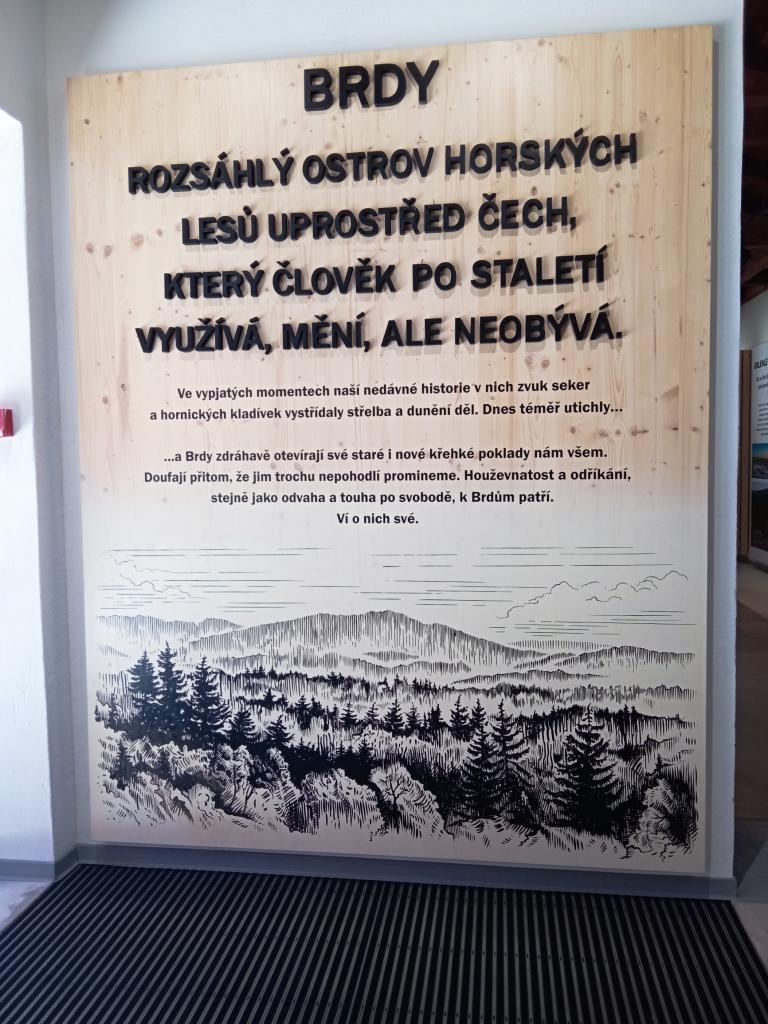 BRDY
ROZSÁHLÝ OSTROV HORSKÝCH
LESŮ UPROSTŘED ČECH,
KTERÝ ČLOVĚK PO STALETÍ
VYUŽÍVÁ, MĚNÍ, ALE NEOBÝVÁ.
Ve vypjatých momentech naší nedávné historie v nich zvuk seker
a hornických kladívek vystřídaly střelba a dunění děl. Dnes téměř utichly...
...a Brdy zdráhavě otevírají své staré i nové křehké poklady nám všem.
Doufají přitom, že jim trochu nepohodlí promineme. Houževnatost a odříkání,
stejně jako odvaha a touha po svobodě, k Brdům patří.
Ví o nich své.